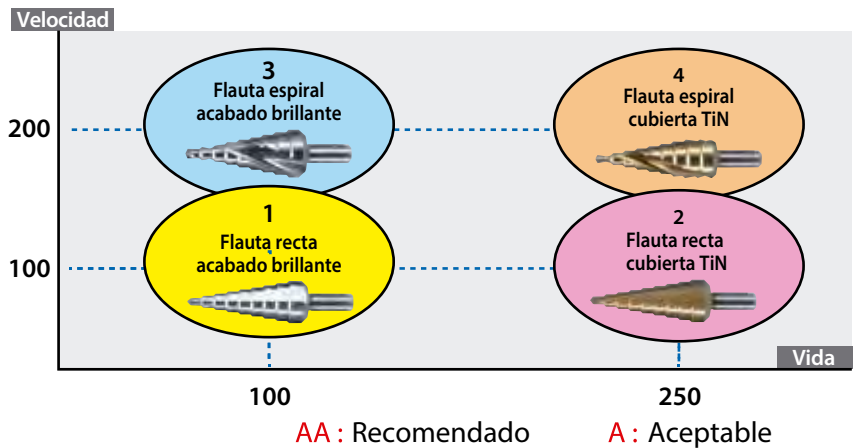 Velocidad
3
Flauta espiral
acabado brillante
4
Flauta espiral
cubierta TiN
200
1
Flauta recta
acabado brillante
2
Flauta recta
cubierta TiN
100
Vida
100
250
AA : Recomendado
A : Aceptable